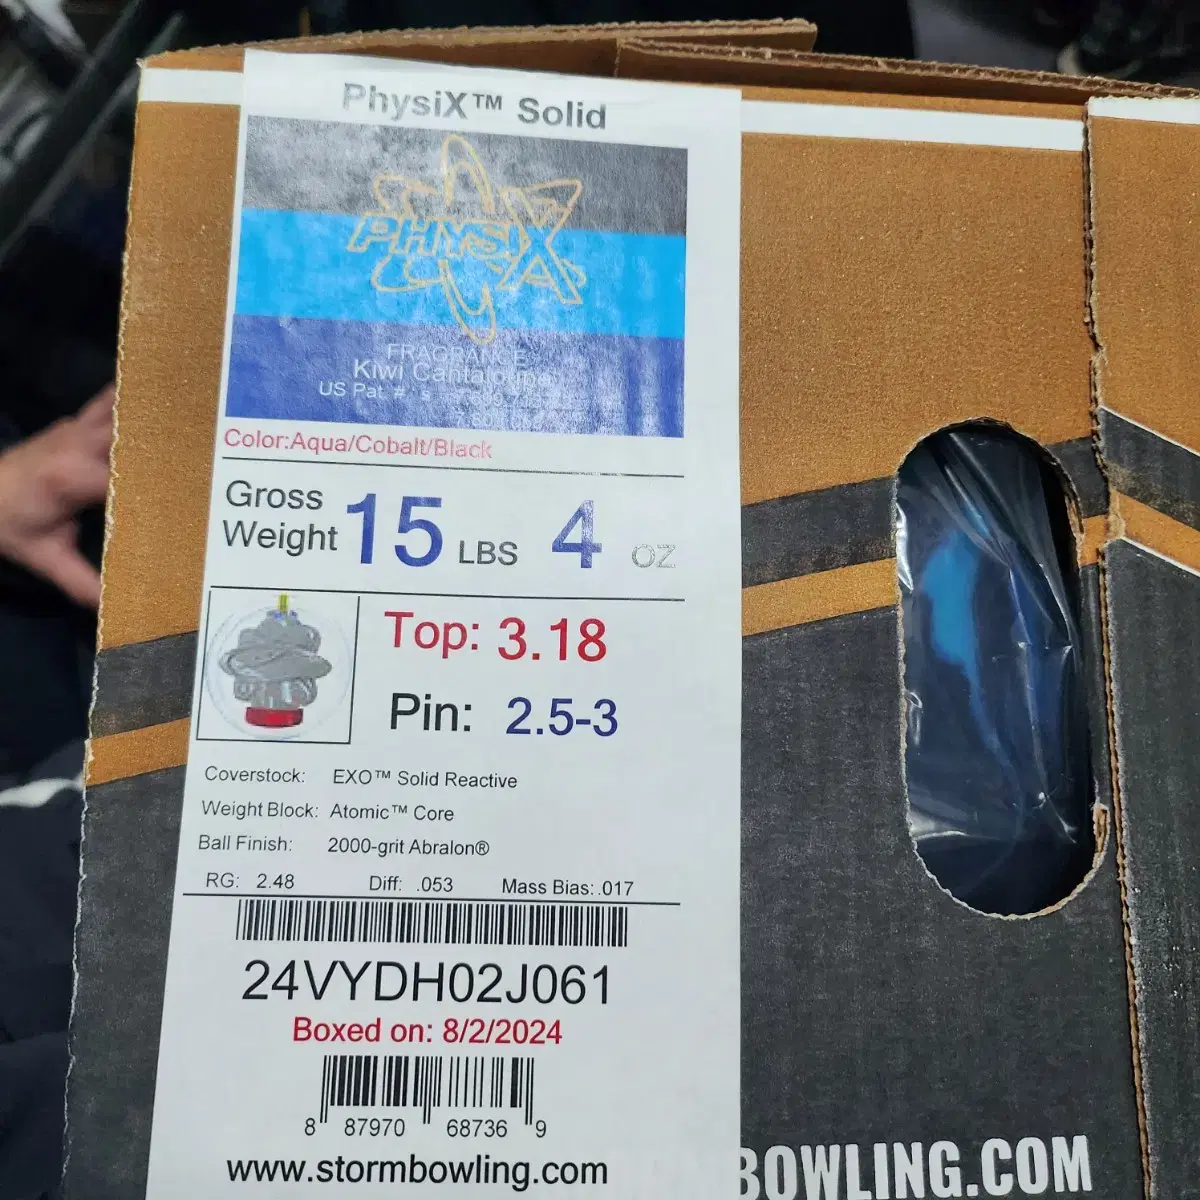 PhysiX™ Solid
PHYSIX
FRAGRANCE
Kiwi Cantaloupe
US Pat. # 's
Color:Aqua/Cobalt/Black
Gross Weight 15 LBS 4 OZ
Top: 3.18
Pin: 2.5-3
Coverstock: EXO™ Solid Reactive
Weight Block: Atomic™ Core
Ball Finish: 2000-grit Abralon®
RG: 2.48 Diff: .053 Mass Bias: .017
24VYDH02J061
Boxed on: 8/2/2024
8 87970 68736 9
www.stormbowling.com
BOWLING.COM